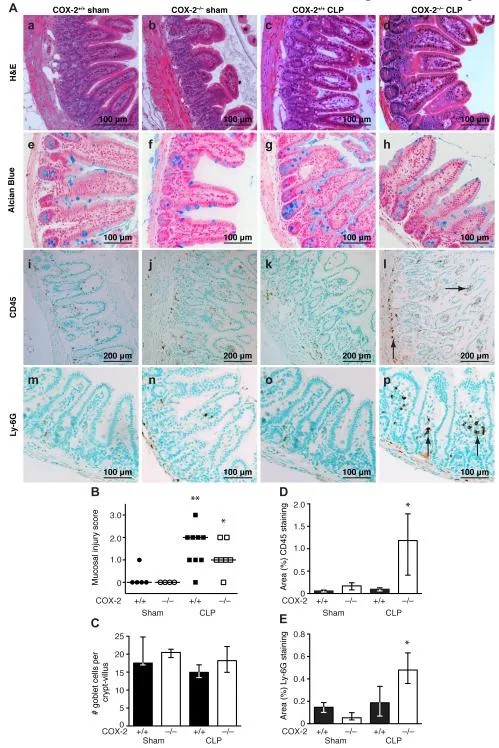 A
COX-2+/+ sham COX-2–/– sham COX-2+/+ CLP COX-2–/– CLP
H&E
a b c d
100 µm 100 µm 100 µm 100 µm
Alcian Blue
e f g h
100 µm 100 µm 100 µm 100 µm
CD45
i j k l
200 µm 200 µm 200 µm 200 µm
Ly-6G
m n o p
100 µm 100 µm 100 µm 100 µm
B
Mucosal injury score
3.0
2.0
1.0
0
** *
COX-2 +/+ –/– +/+ –/–
Sham CLP
D
Area (%) CD45 staining
2.0
1.5
1.0
0.5
0
*
COX-2 +/+ –/– +/+ –/–
Sham CLP
C
# goblet cells per
crypt-villus
25
20
15
10
5
0
COX-2 +/+ –/– +/+ –/–
Sham CLP
E
Area (%) Ly-6G staining
0.8
0.6
0.4
0.2
0
*
COX-2 +/+ –/– +/+ –/–
Sham CLP